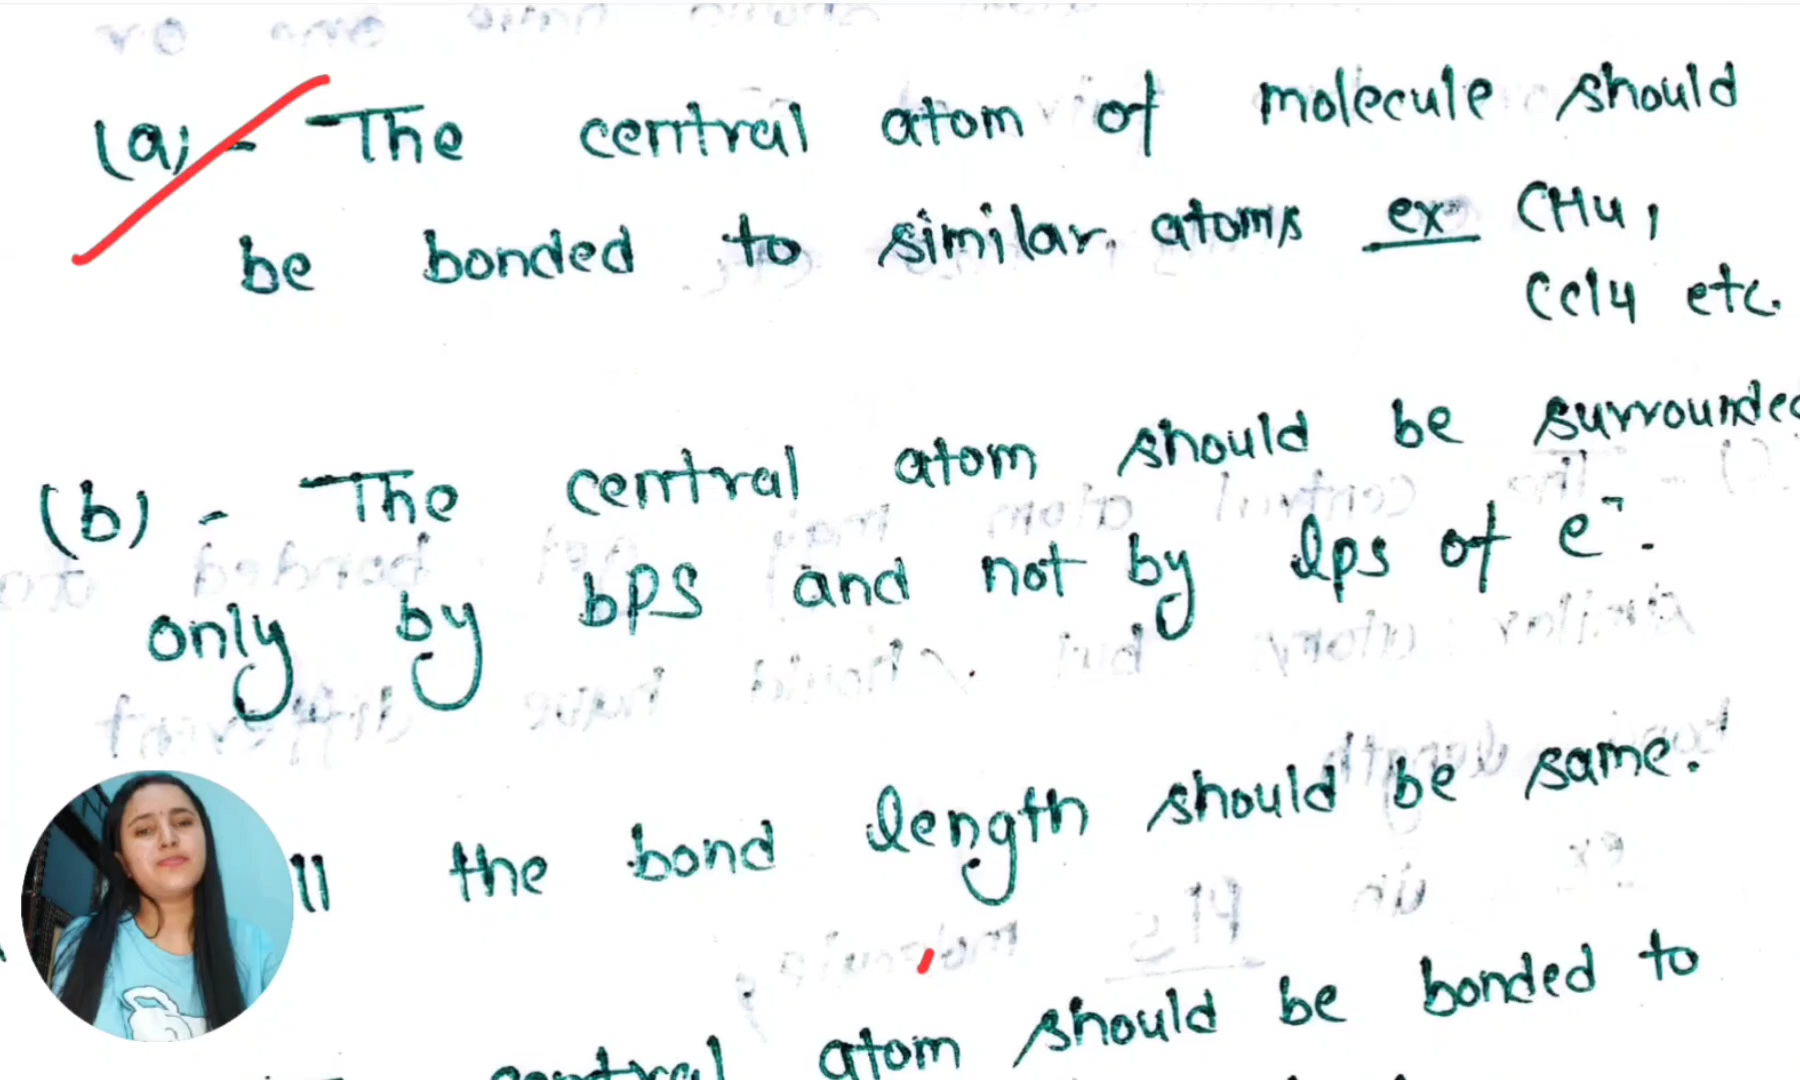 (a) - The central atom of molecule should
be bonded to similar atoms ex CH4,
CCl4 etc.
(b) - The central atom should be surrounded
only by bps and not by lps of e-.
ll the bond length should be same.
central atom should be bonded to